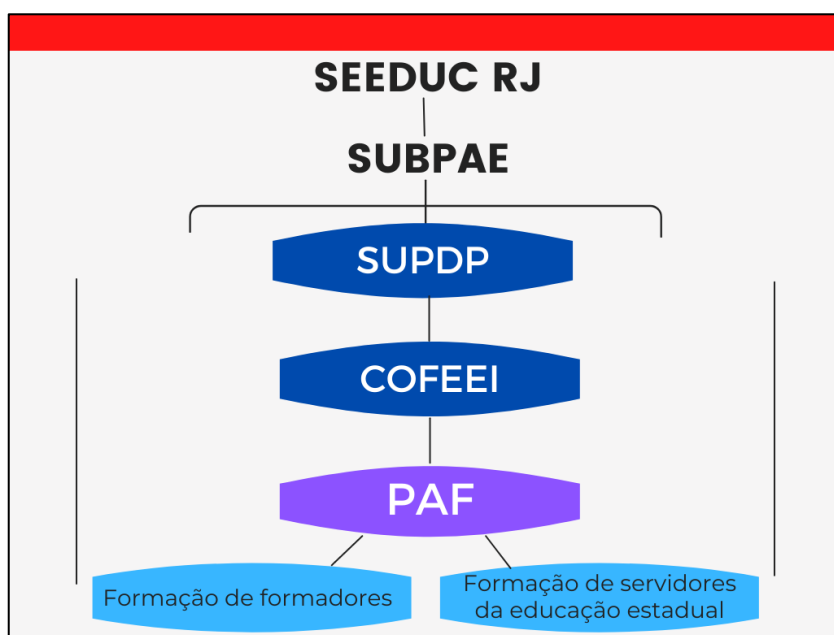 SEEDUC RJ
SUBPAE
SUPDP
COFEEI
PAF
Formação de formadores
Formação de servidores
da educação estadual